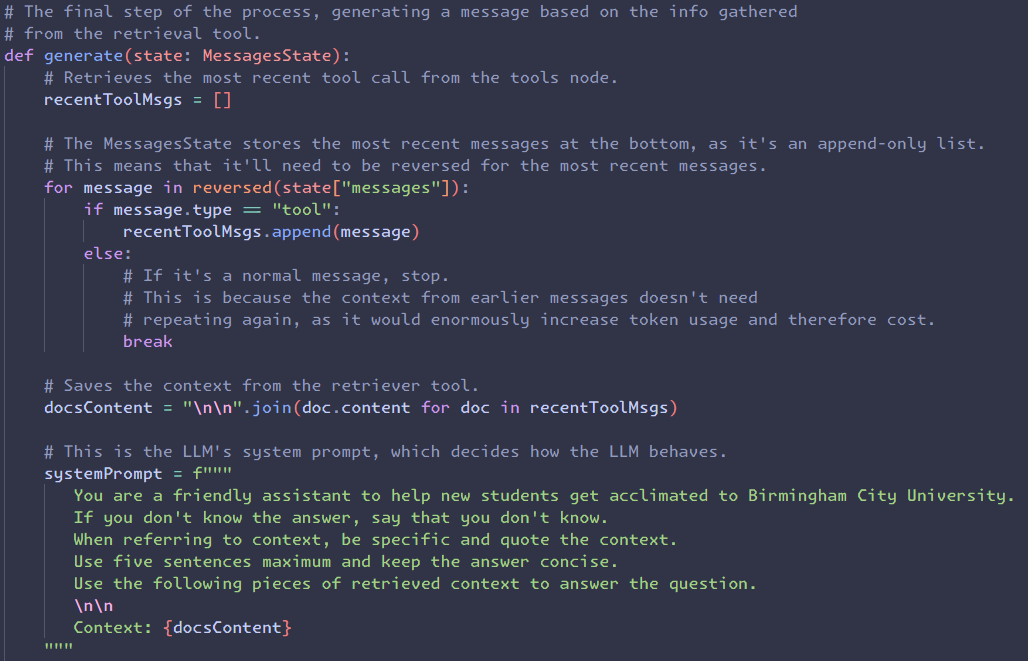 # The final step of the process, generating a message based on the info gathered
# from the retrieval tool.
def generate(state: MessagesState):
    # Retrieves the most recent tool call from the tools node.
    recentToolMsgs = []

    # The MessagesState stores the most recent messages at the bottom, as it's an append-only list.
    # This means that it'll need to be reversed for the most recent messages.
    for message in reversed(state["messages"]):
        if message.type == "tool":
            recentToolMsgs.append(message)
        else:
            # If it's a normal message, stop.
            # This is because the context from earlier messages doesn't need
            # repeating again, as it would enormously increase token usage and therefore cost.
            break

    # Saves the context from the retriever tool.
    docsContent = "\n\n".join(doc.content for doc in recentToolMsgs)

    # This is the LLM's system prompt, which decides how the LLM behaves.
    systemPrompt = f"""
       You are a friendly assistant to help new students get acclimated to Birmingham City University.
       If you don't know the answer, say that you don't know.
       When referring to context, be specific and quote the context.
       Use five sentences maximum and keep the answer concise.
       Use the following pieces of retrieved context to answer the question.
       \n\n
       Context: {docsContent}
    """